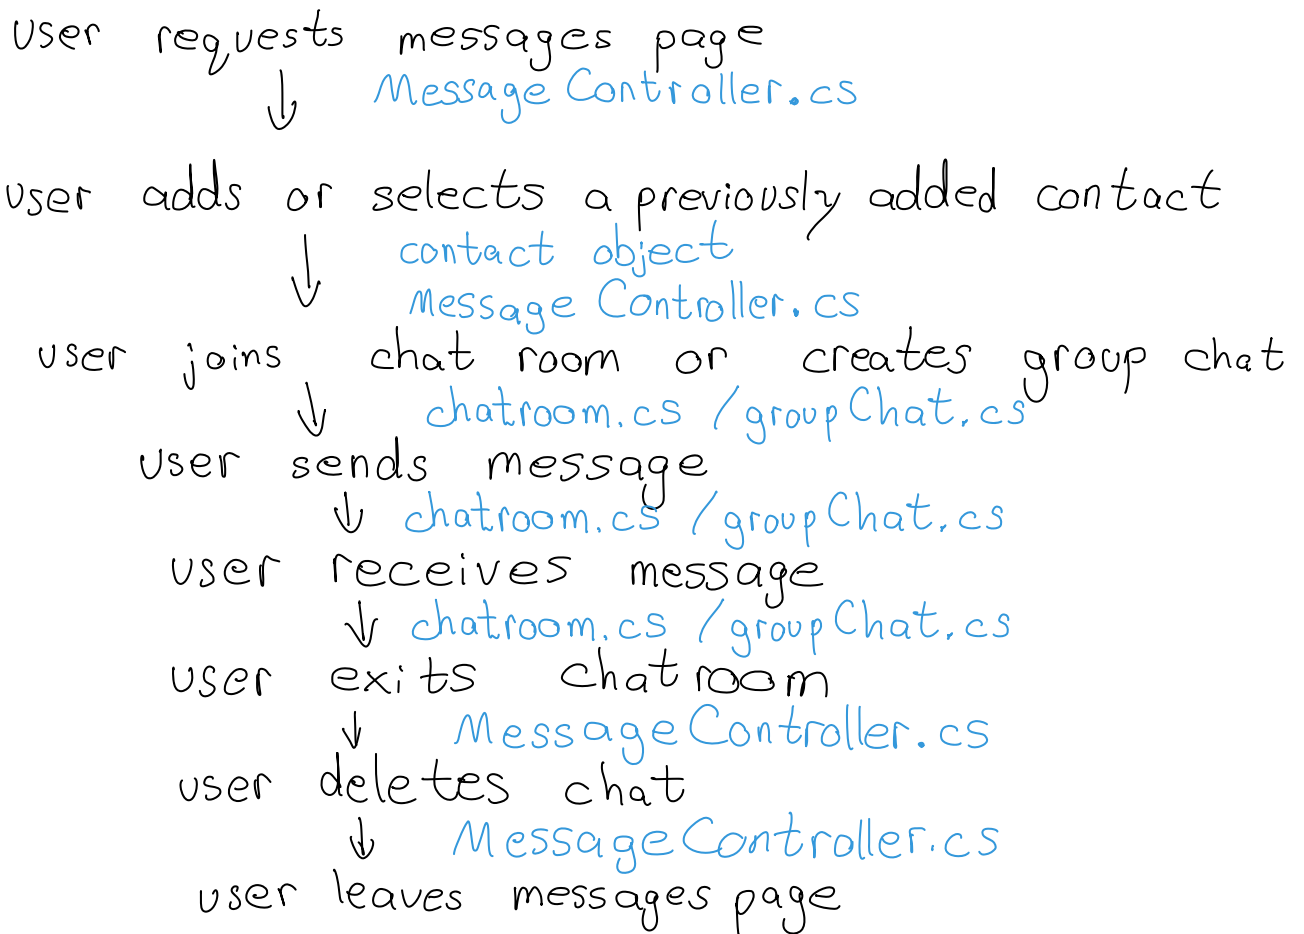 user requests messages page
Message Controller.cs
user adds or selects a previously added contact
contact object
Message Controller.cs
user joins chat room or creates group chat
chatroom.cs / groupChat.cs
user sends message
chatroom.cs / groupChat.cs
user receives message
chatroom.cs / groupChat.cs
user exits chatroom
MessageController.cs
user deletes chat
MessageController.cs
user leaves messages page